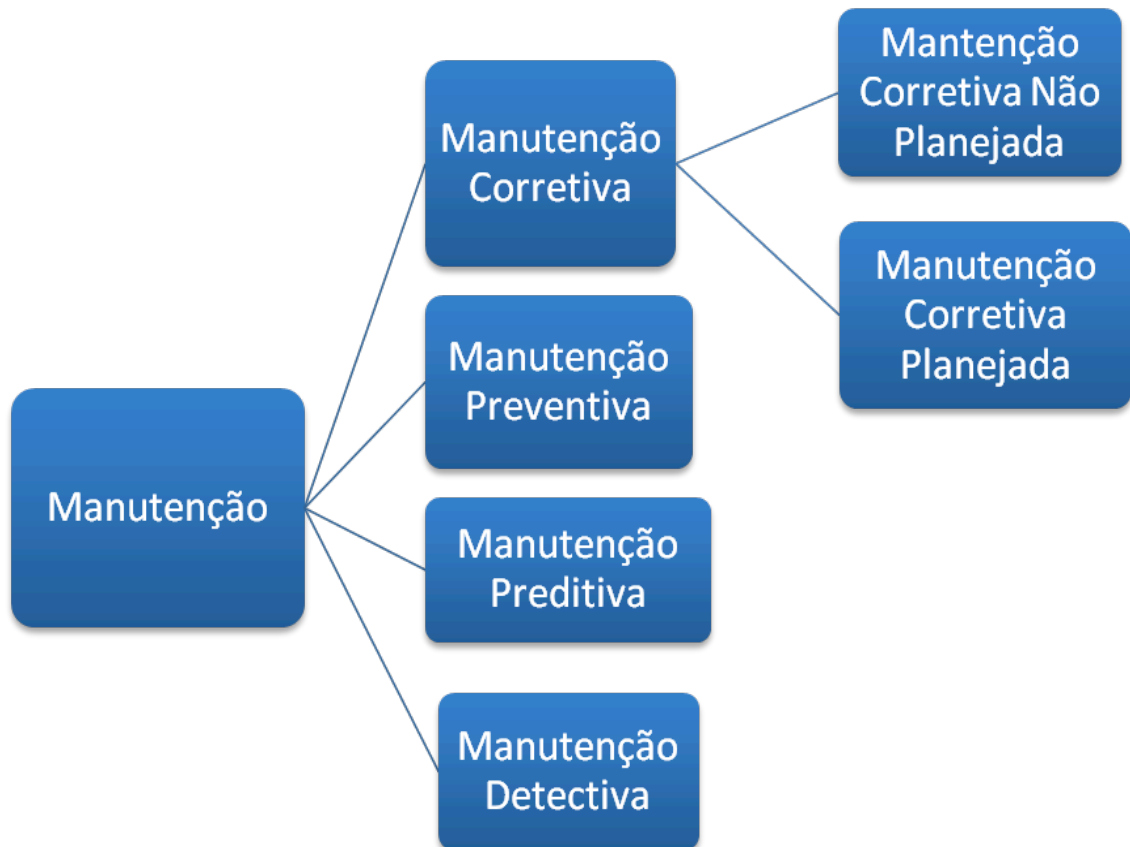 Manutenção
Manutenção
Corretiva
Mantenção
Corretiva Não
Planejada
Manutenção
Corretiva
Planejada
Manutenção
Preventiva
Manutenção
Preditiva
Manutenção
Detectiva